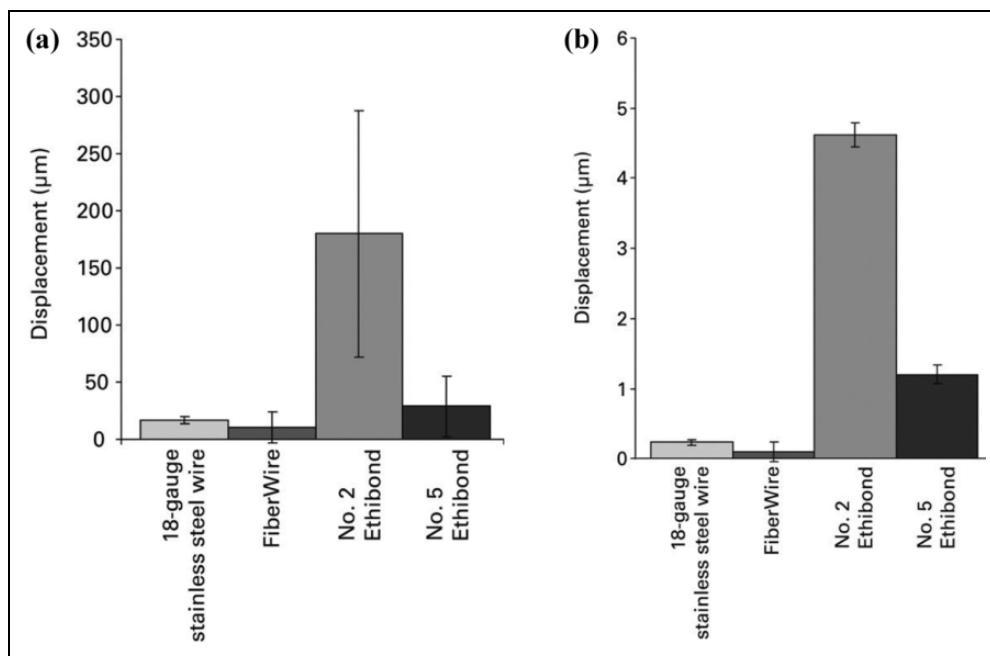 (a)
350
300
250
200
150
100
50
0
Displacement (µm)
18-gauge
stainless steel wire
FiberWire
No. 2
Ethibond
No. 5
Ethibond
(b)
6
5
4
3
2
1
0
Displacement (µm)
18-gauge
stainless steel wire
FiberWire
No. 2
Ethibond
No. 5
Ethibond